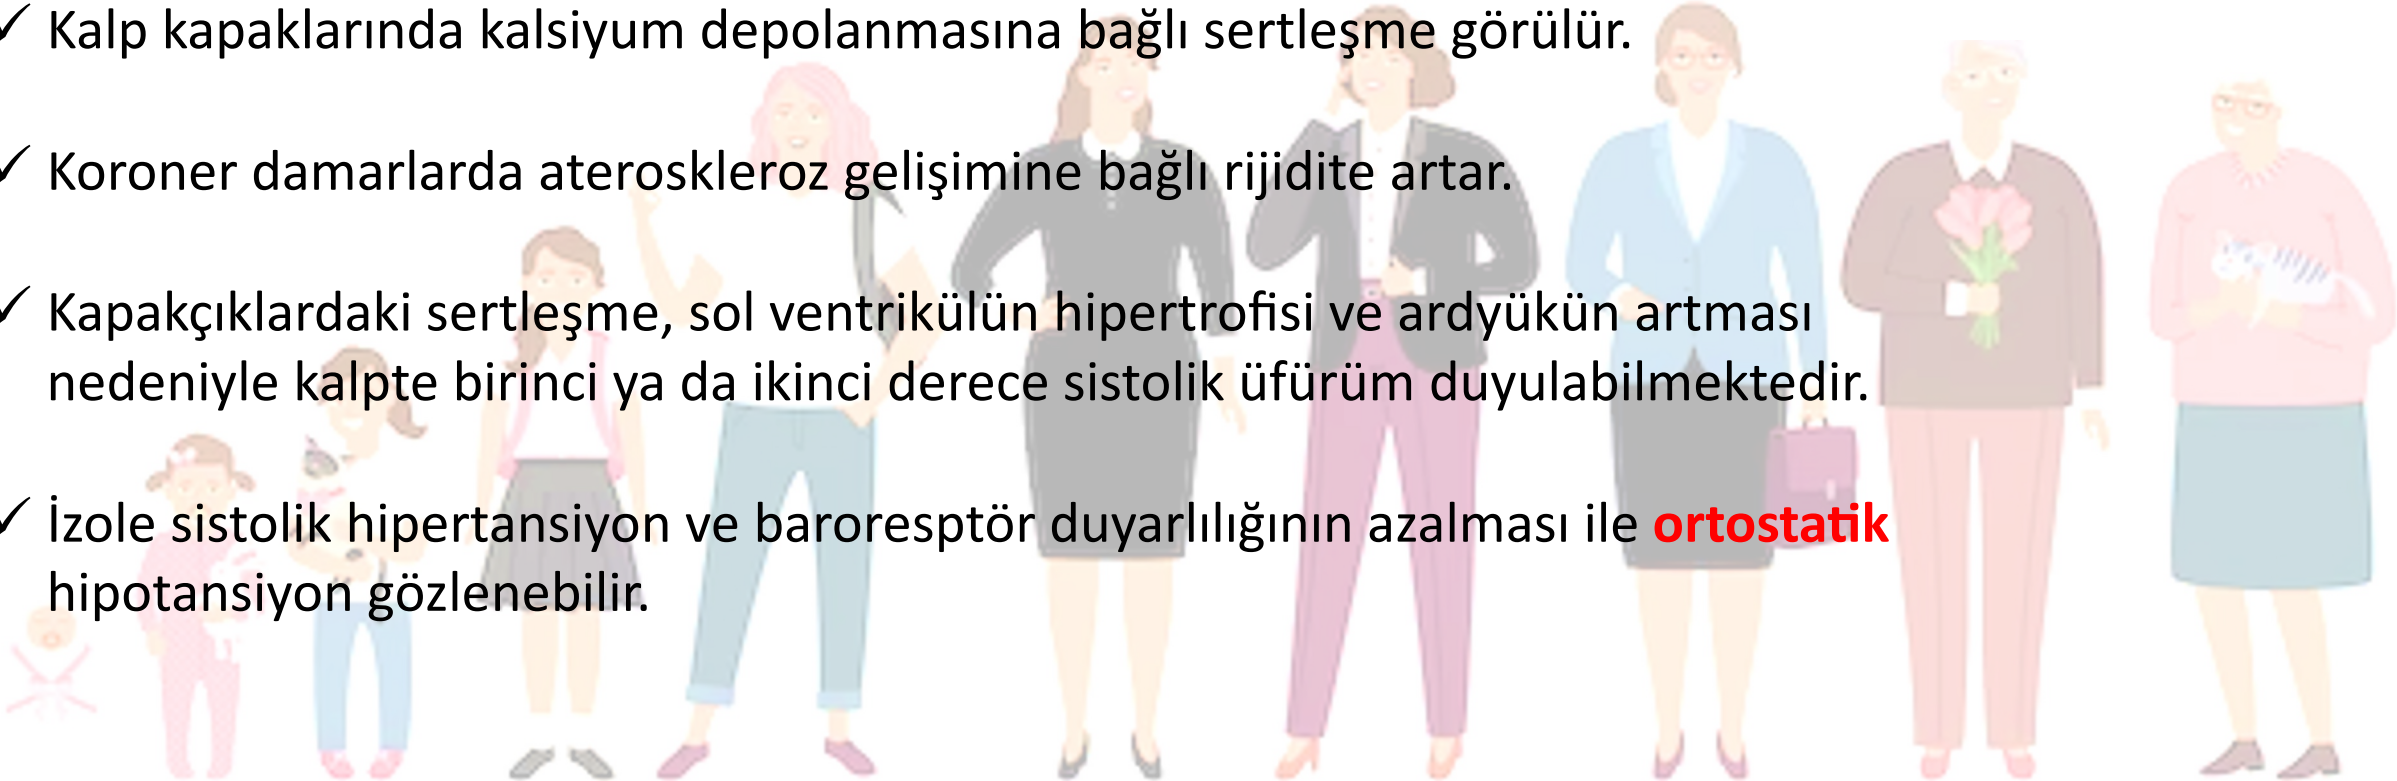 ✓ Kalp kapaklarında kalsiyum depolanmasına bağlı sertleşme görülür.
✓ Koroner damarlarda ateroskleroz gelişimine bağlı rijidite artar.
✓ Kapakçıklardaki sertleşme, sol ventrikülün hipertrofisi ve ardyükün artması
nedeniyle kalpte birinci ya da ikinci derece sistolik üfürüm duyulabilmektedir.
✓ İzole sistolik hipertansiyon ve baroresptör duyarlılığının azalması ile ortostatik
hipotansiyon gözlenebilir.